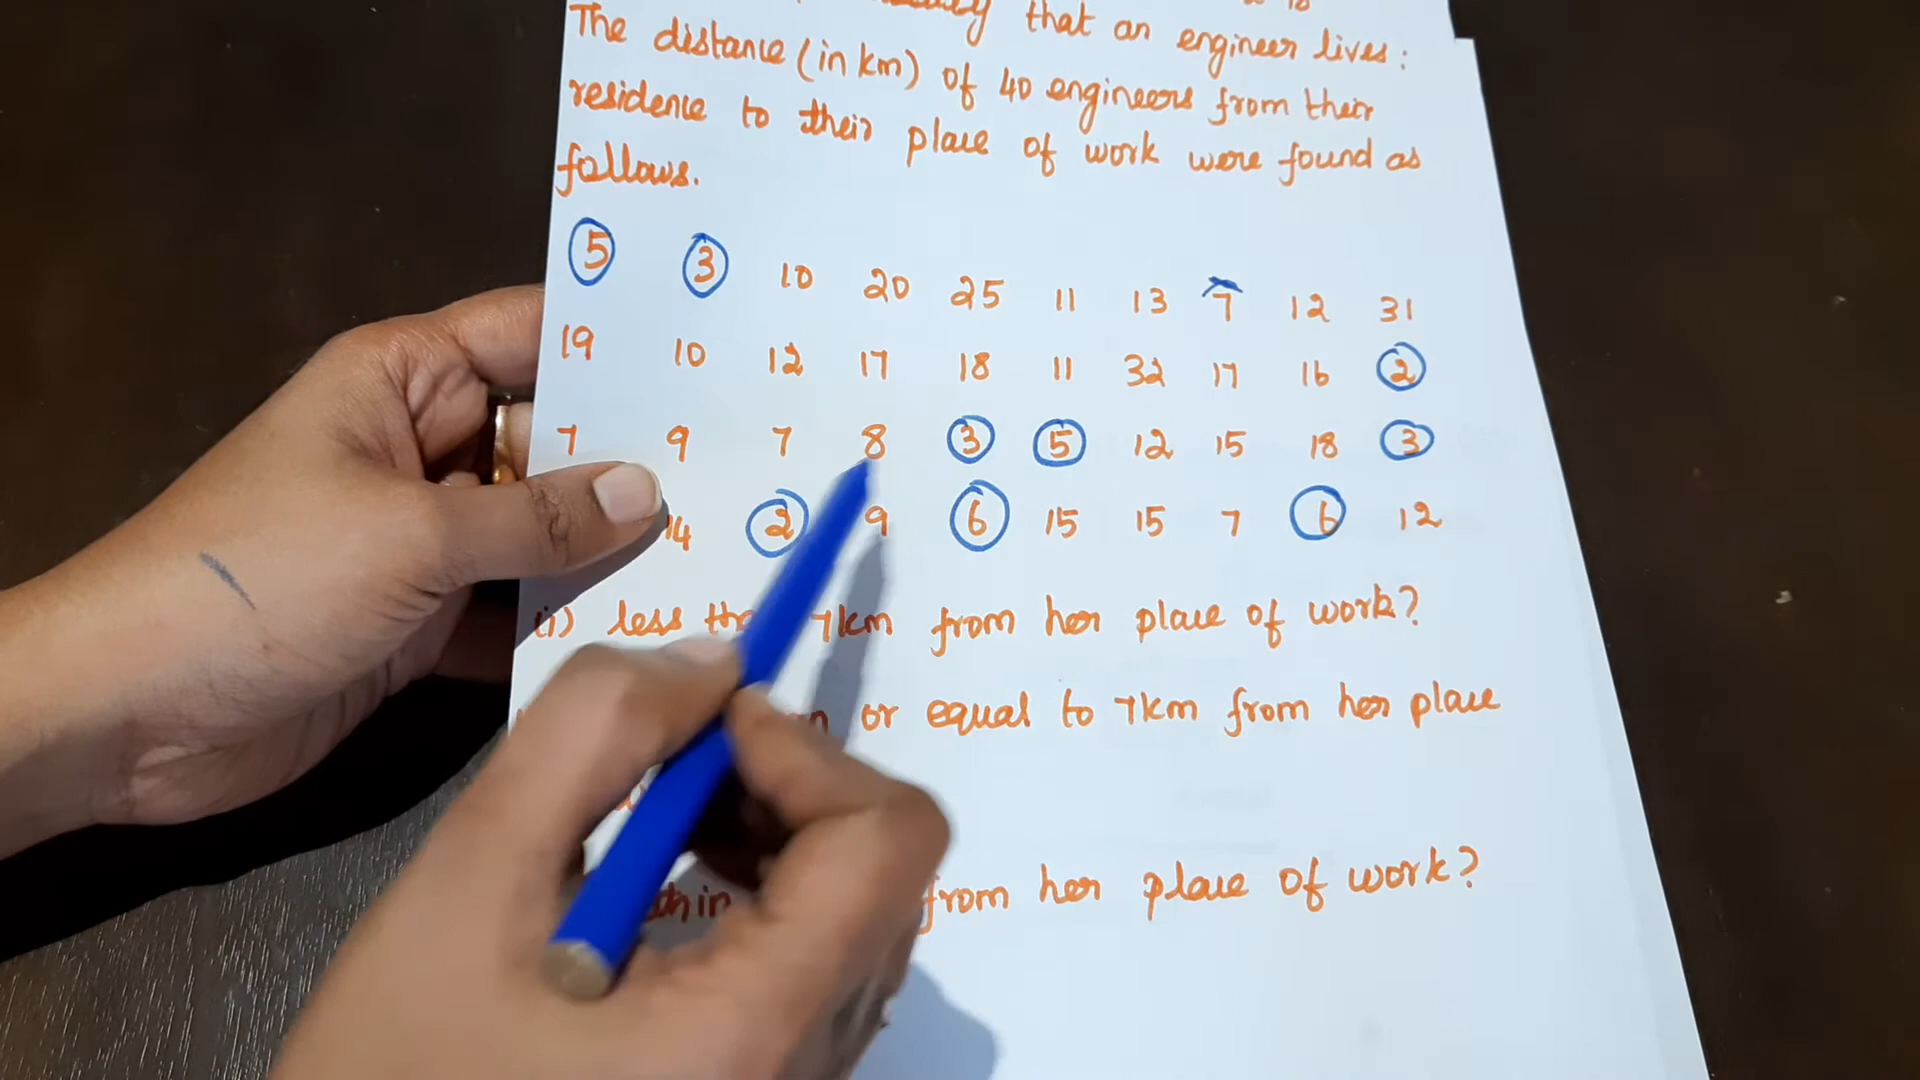 that an engineer lives:
The distance (in km) of 40 engineers from their
residence to their place of work were found as
follows.
5 3 10 20 25 11 13 7 12 31
19 10 12 17 18 11 32 17 16 2
7 9 7 8 3 5 12 15 18 3
14 2 9 6 15 15 7 6 12
(i) less 7km from her place of work?
or equal to 7km from her place
from her place of work?